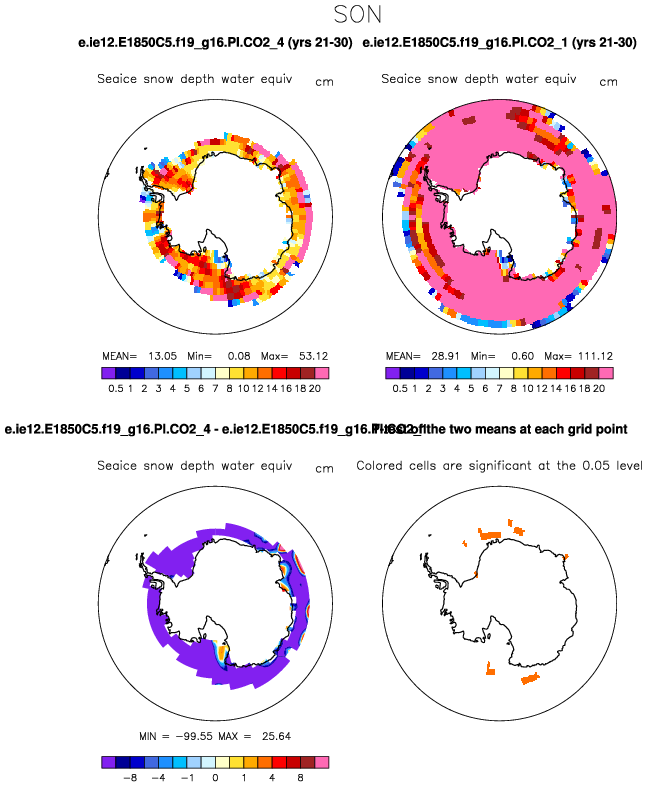 SON
e.ie12.E1850C5.f19_g16.PI.CO2_4 (yrs 21-30) e.ie12.E1850C5.f19_g16.PI.CO2_1 (yrs 21-30)
Seaice snow depth water equiv cm Seaice snow depth water equiv cm
MEAN= 13.05 Min= 0.08 Max= 53.12 MEAN= 28.91 Min= 0.60 Max= 111.12
0.5 1 2 3 4 5 6 7 8 9 10 12 14 16 18 20 0.5 1 2 3 4 5 6 7 8 9 10 12 14 16 18 20
e.ie12.E1850C5.f19_g16.PI.CO2_4 - e.ie12.E1850C5.f19_g16.PI.CO2_1 the two means at each grid point
Seaice snow depth water equiv cm Colored cells are significant at the 0.05 level
MIN = -99.55 MAX = 25.64
-8 -4 -1 0 1 4 8